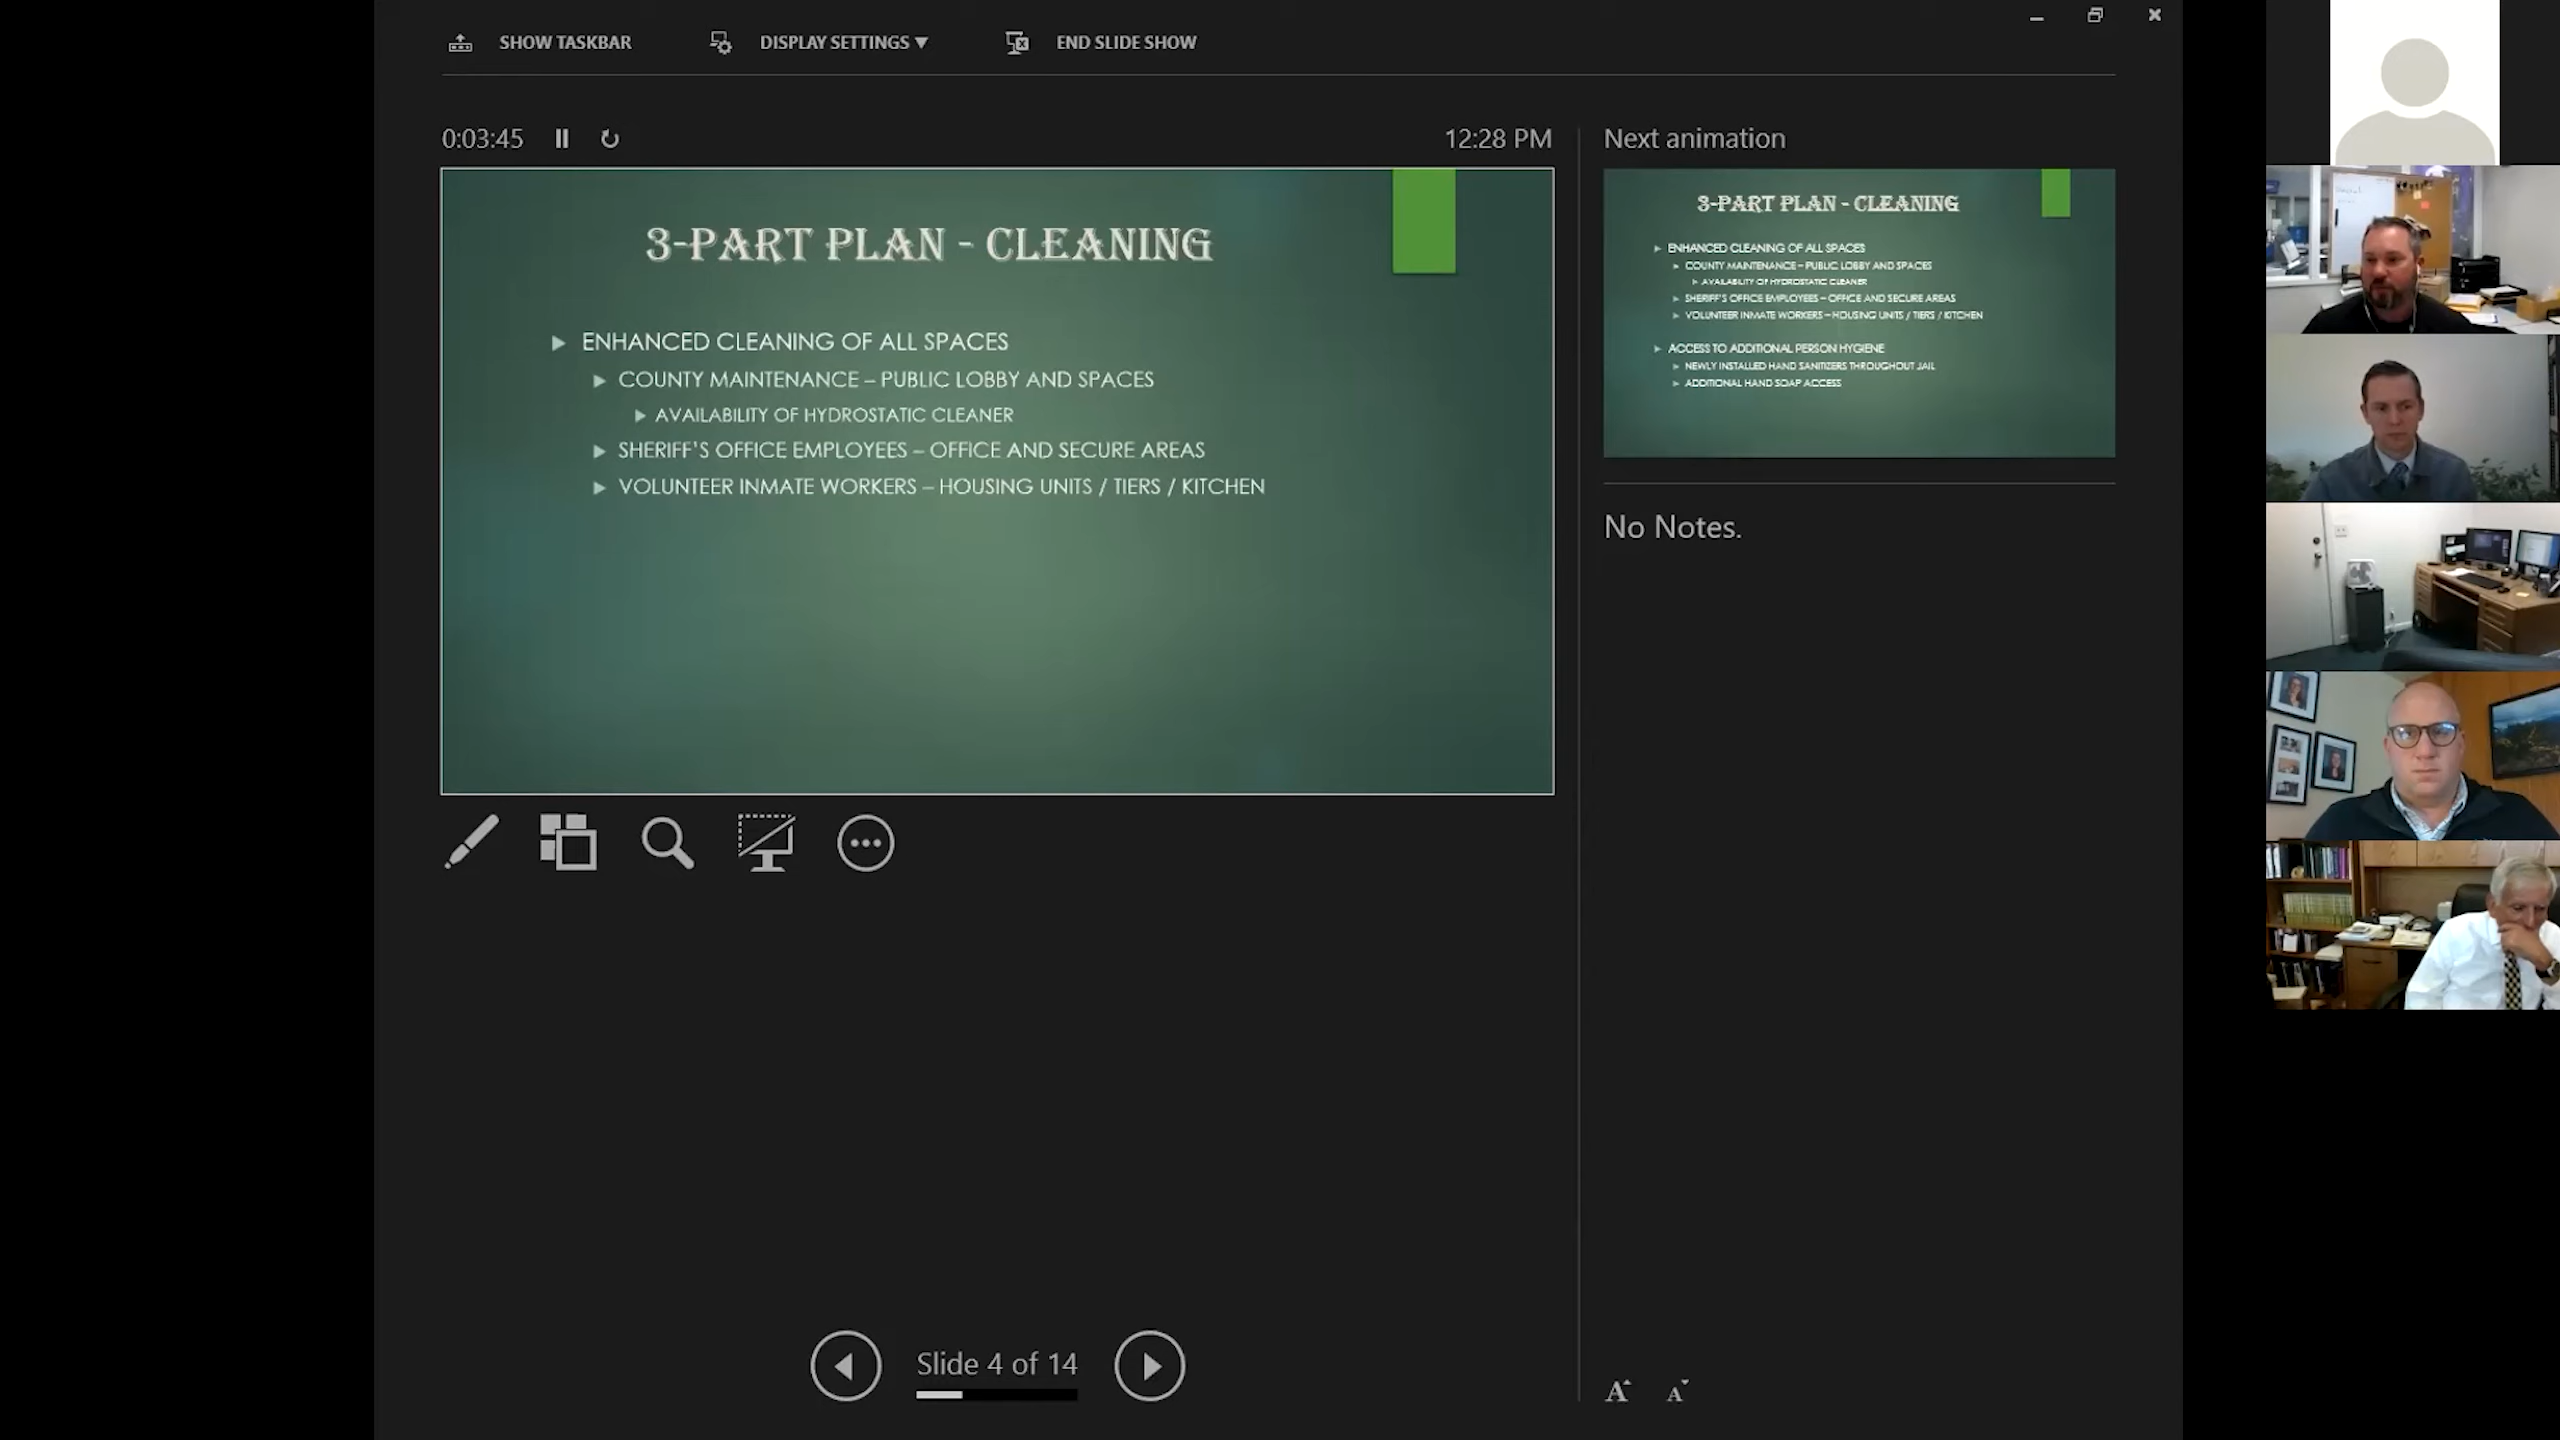 SHOW TASKBAR
DISPLAY SETTINGS ▼
END SLIDE SHOW
0:03:45
12:28 PM
3-PART PLAN - CLEANING
ENHANCED CLEANING OF ALL SPACES
COUNTY MAINTENANCE – PUBLIC LOBBY AND SPACES
AVAILABILITY OF HYDROSTATIC CLEANER
SHERIFF'S OFFICE EMPLOYEES – OFFICE AND SECURE AREAS
VOLUNTEER INMATE WORKERS – HOUSING UNITS / TIERS / KITCHEN
Slide 4 of 14
Next animation
3-PART PLAN - CLEANING
ENHANCED CLEANING OF ALL SPACES
COUNTY MAINTENANCE – PUBLIC LOBBY AND SPACES
AVAILABILITY OF HYDROSTATIC CLEANER
SHERIFF'S OFFICE EMPLOYEES – OFFICE AND SECURE AREAS
VOLUNTEER INMATE WORKERS – HOUSING UNITS / TIERS / KITCHEN
ACCESS TO ADDITIONAL PERSON HYGIENE
NEWLY INSTALLED HAND SANITIZERS THROUGHOUT JAIL
ADDITIONAL HAND SOAP ACCESS
No Notes.
A A